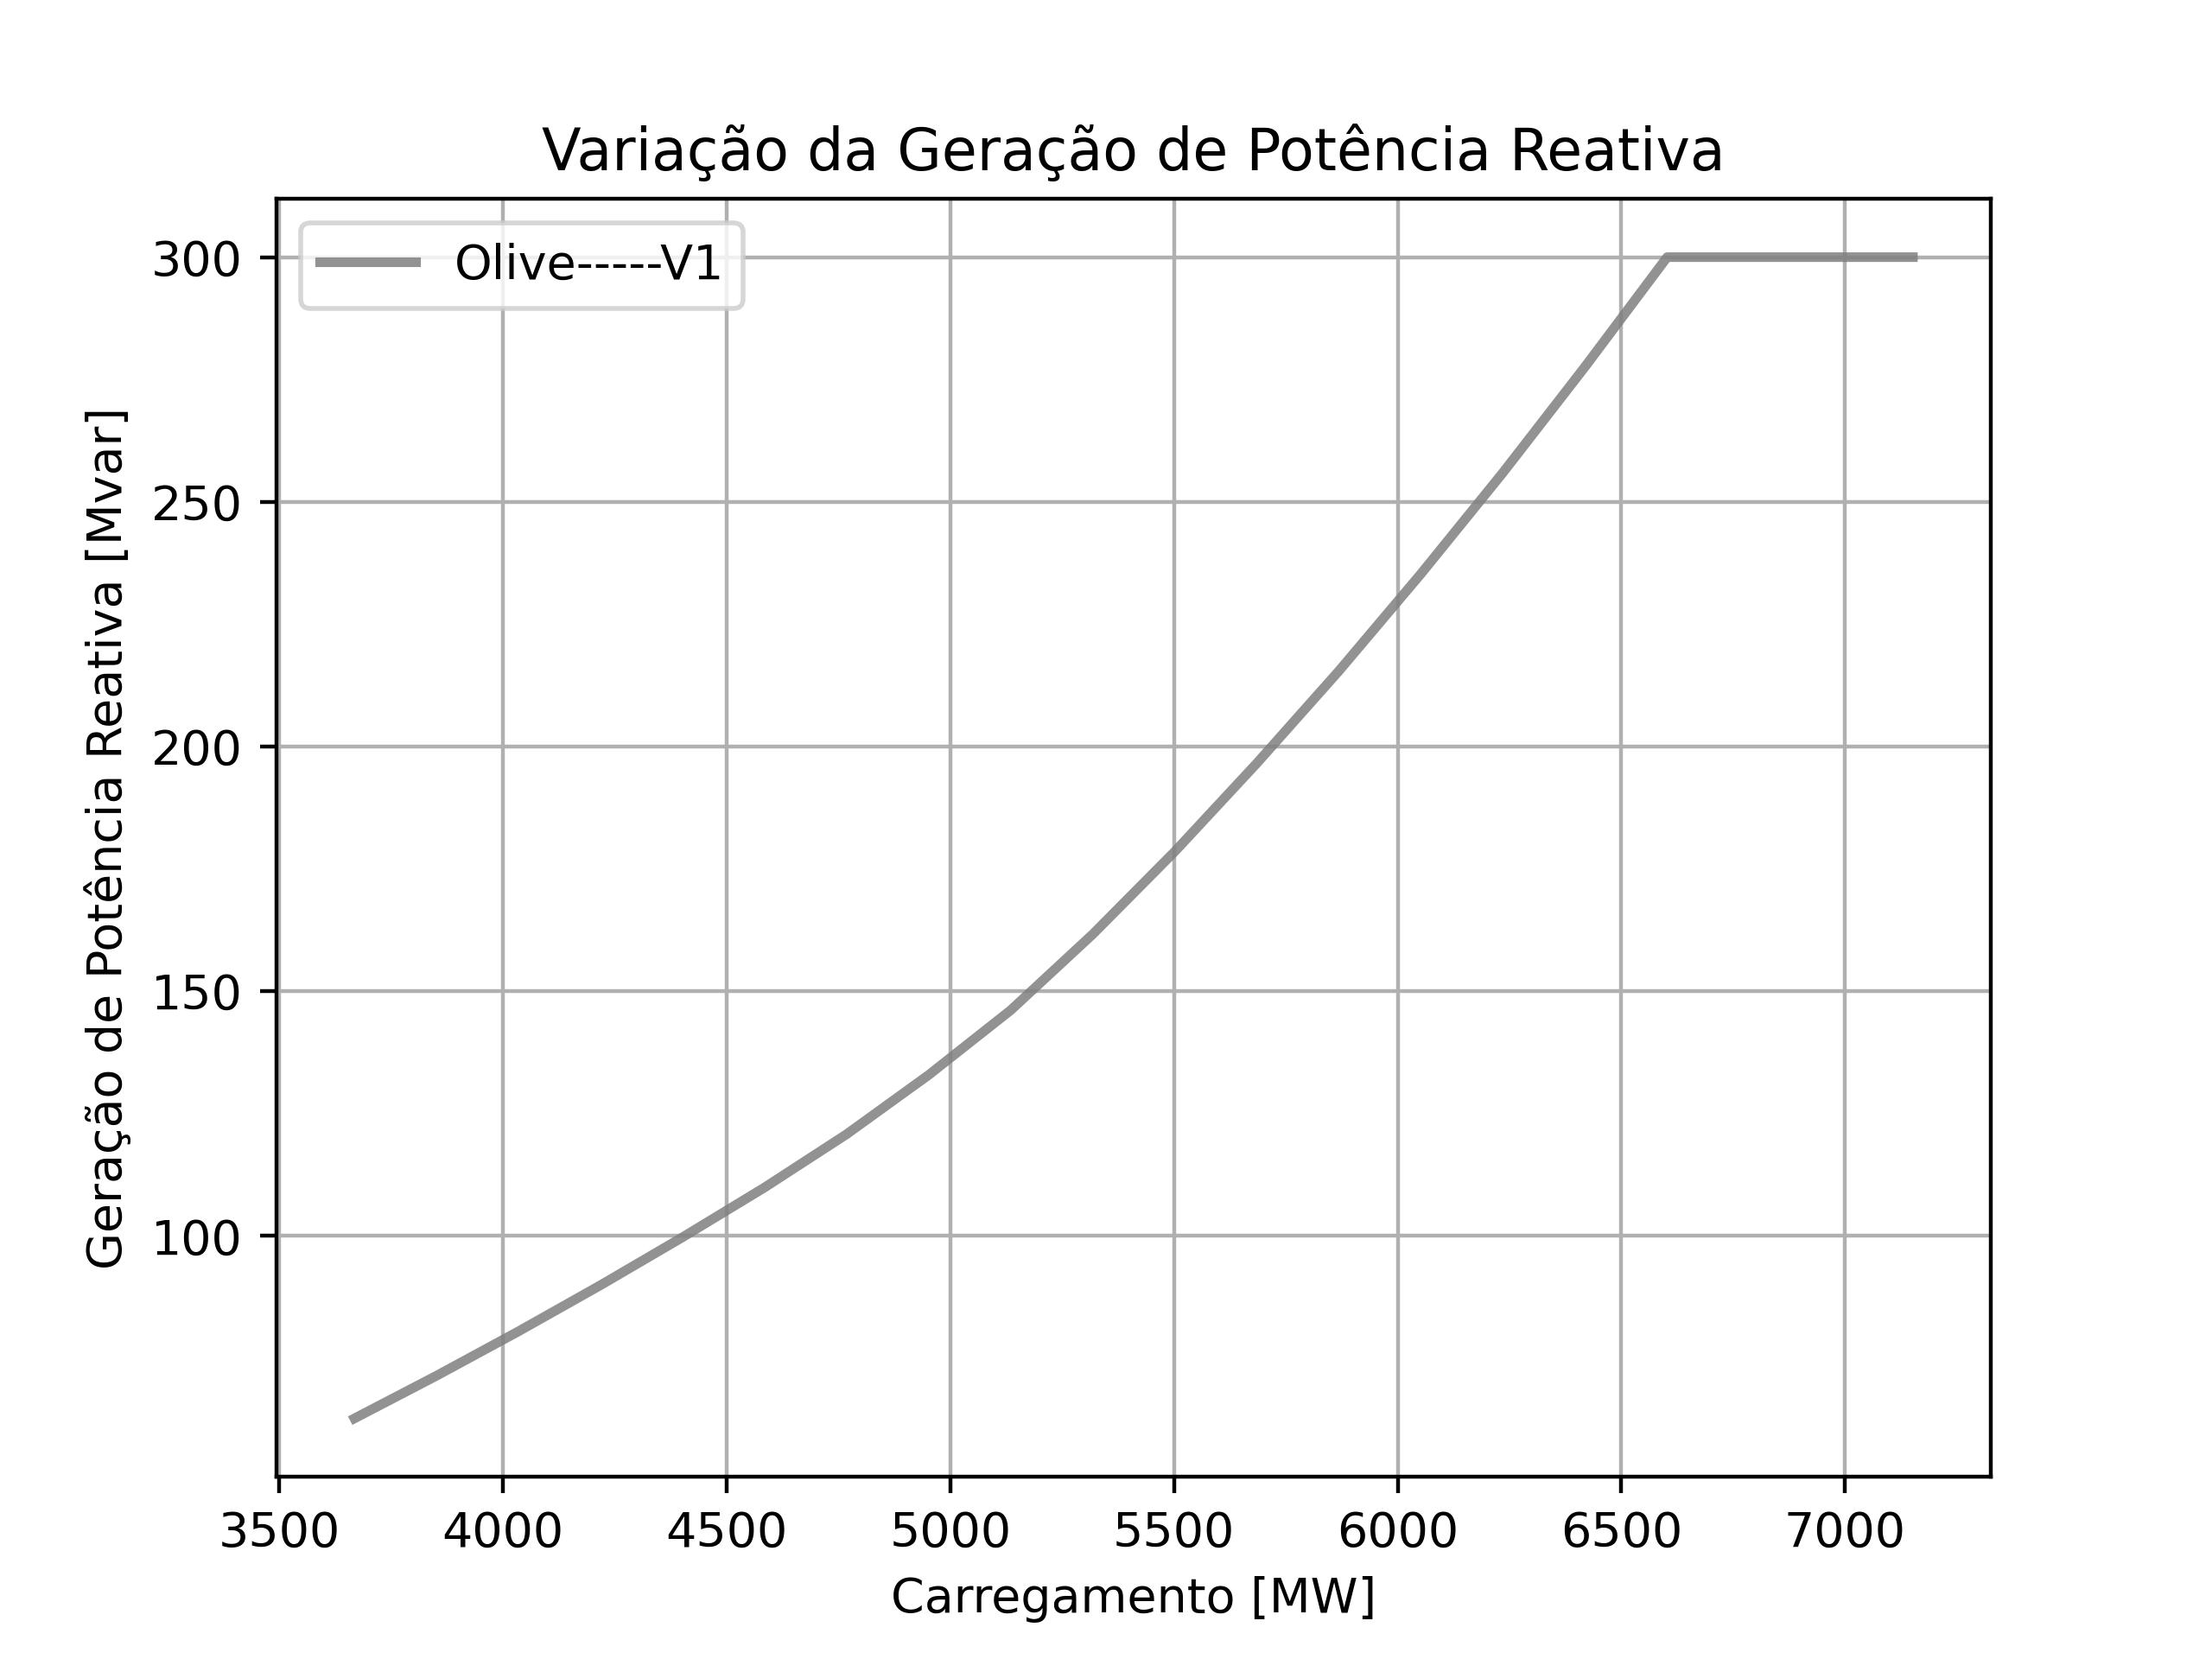 Variação da Geração de Potência Reativa
Olive-----V1
Geração de Potência Reativa [Mvar]
300
250
200
150
100
3500 4000 4500 5000 5500 6000 6500 7000
Carregamento [MW]